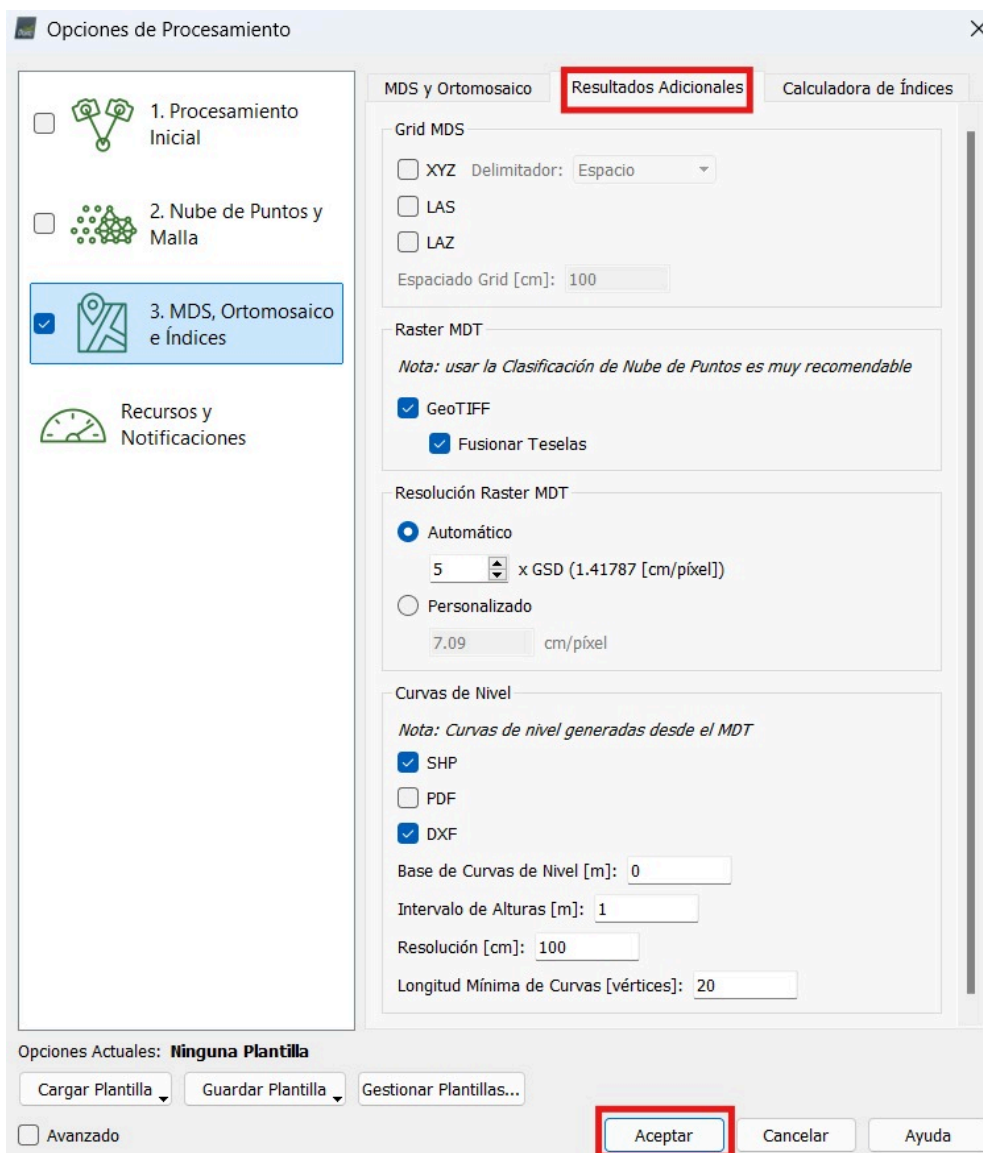 Opciones de Procesamiento
1. Procesamiento
Inicial
2. Nube de Puntos y
Malla
3. MDS, Ortomosaico
e Índices
Recursos y
Notificaciones
MDS y Ortomosaico
Resultados Adicionales
Calculadora de Índices
Grid MDS
XYZ Delimitador: Espacio
LAS
LAZ
Espaciado Grid [cm]: 100
Raster MDT
Nota: usar la Clasificación de Nube de Puntos es muy recomendable
GeoTIFF
Fusionar Teselas
Resolución Raster MDT
Automático
5 x GSD (1.41787 [cm/píxel])
Personalizado
7.09 cm/píxel
Curvas de Nivel
Nota: Curvas de nivel generadas desde el MDT
SHP
PDF
DXF
Base de Curvas de Nivel [m]: 0
Intervalo de Alturas [m]: 1
Resolución [cm]: 100
Longitud Mínima de Curvas [vértices]: 20
Opciones Actuales: Ninguna Plantilla
Cargar Plantilla Guardar Plantilla Gestionar Plantillas...
Avanzado Aceptar Cancelar Ayuda